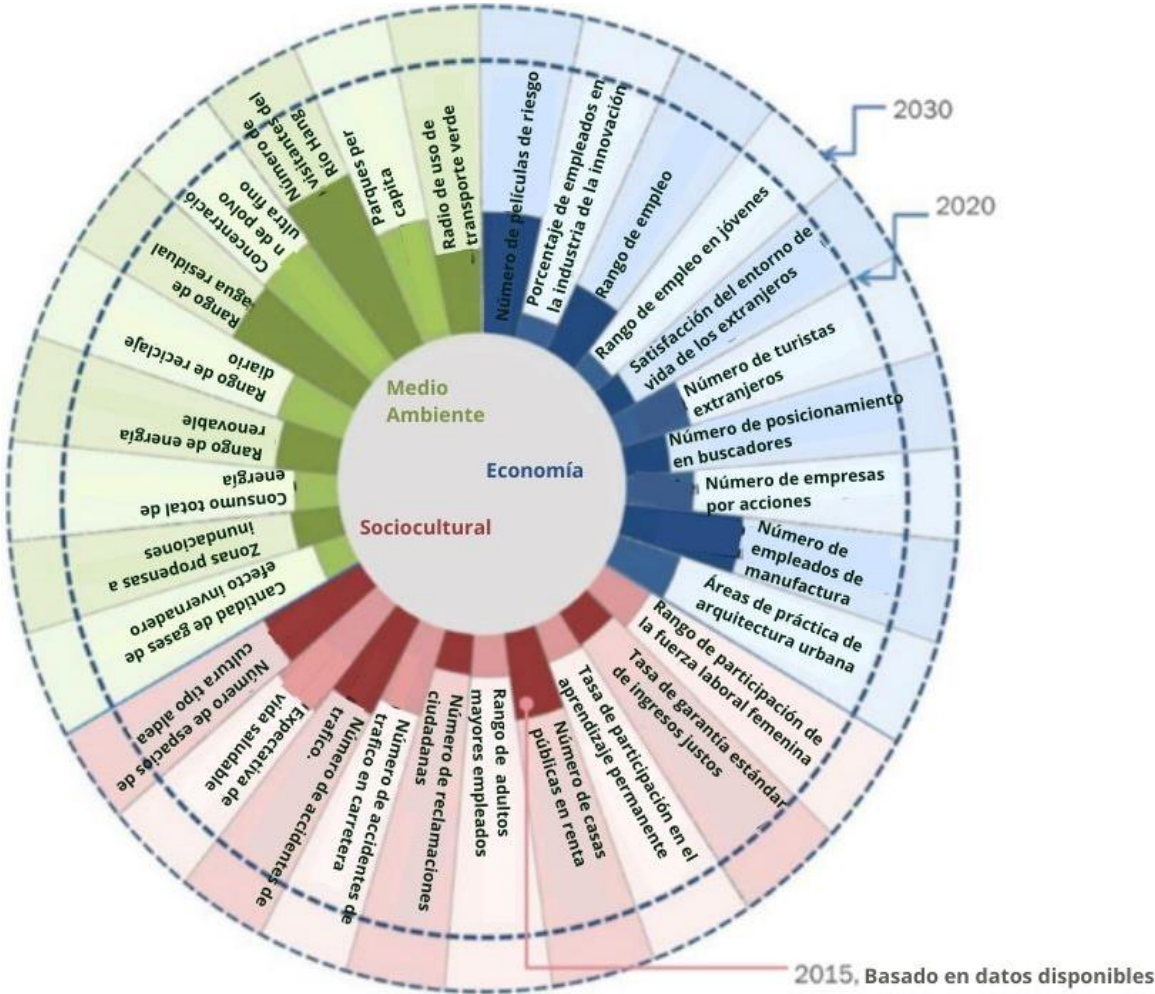 2030
2020
Número de películas de riesgo
Porcentaje de empleados en
la industria de la innovación
Rango de empleo
Rango de empleo en jóvenes
Satisfacción del entorno de
vida de los extranjeros
Número de turistas
extranjeros
Número de posicionamiento
en buscadores
Número de empresas
por acciones
Número de
empleados de
manufactura
Áreas de práctica de
arquitectura urbana
Rango de participación de
la fuerza laboral femenina
Tasa de garantía estándar
de ingresos justos
Tasa de participación en el
aprendizaje permanente
Número de casas
públicas en renta
Rango de adultos
mayores empleados
Número de reclamaciones
ciudadanas
Número de accidentes de
trafico en carretera
Número de accidentes de
trafico.
Expectativa de
vida saludable
Número de espacios de
cultura tipo aldea
Cantidad de gases de
efecto invernadero
Zonas propensas a
inundaciones
Consumo total de
energía
Rango de energía
renovable
Rango de reciclaje
diario
Rango de
agua residual
Concentració
n de polvo
ultra fino
Número de
visitantes del
Río Hang
Parques per
capita
Radio de uso de
transporte verde
Medio
Ambiente
Economía
Sociocultural
2015, Basado en datos disponibles